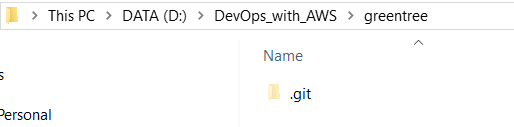 This PC > DATA (D:) > DevOps_with_AWS > greentree
Name
s
.git
Personal